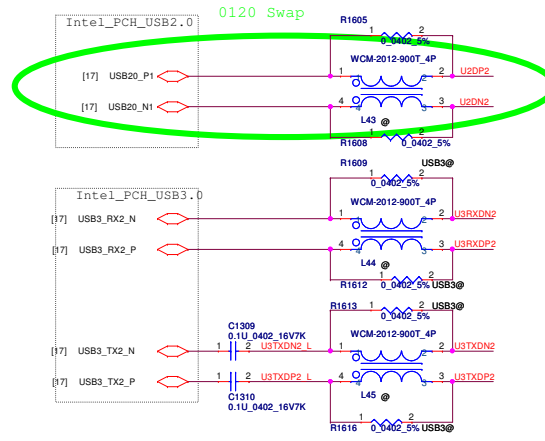 0120 Swap
Intel_PCH_USB2.0
R1605
1 2
0_0402_5%
WCM-2012-900T_4P
[17] USB20_P1 1 2 U2DP2
[17] USB20_N1 4 3 U2DN2
L43 @
1 2
R1608 0_0402_5%
R1609 USB3@
1 2
0_0402_5%
Intel_PCH_USB3.0
WCM-2012-900T_4P
[17] USB3_RX2_N 1 2 U3RXDN2
[17] USB3_RX2_P 4 3 U3RXDP2
L44 @
1 2
R1612 0_0402_5% USB3@
R1613 USB3@
1 2
0_0402_5%
C1309
0.1U_0402_16V7K
WCM-2012-900T_4P
[17] USB3_TX2_N 1 2 U3TXDN2_L 1 2 U3TXDN2
[17] USB3_TX2_P 1 2 U3TXDP2_L 4 3 U3TXDP2
C1310
0.1U_0402_16V7K
L45 @
1 2
R1616 0_0402_5% USB3@